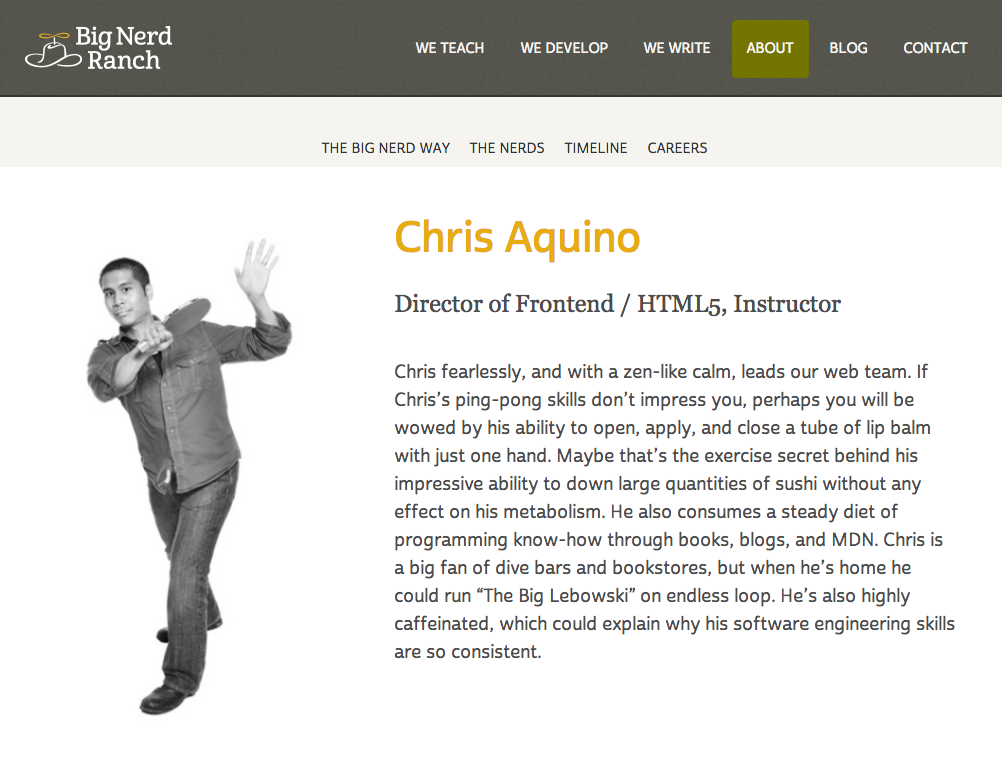 Big Nerd
Ranch
WE TEACH WE DEVELOP WE WRITE ABOUT BLOG CONTACT
THE BIG NERD WAY THE NERDS TIMELINE CAREERS
Chris Aquino
Director of Frontend / HTML5, Instructor
Chris fearlessly, and with a zen-like calm, leads our web team. If
Chris’s ping-pong skills don’t impress you, perhaps you will be
wowed by his ability to open, apply, and close a tube of lip balm
with just one hand. Maybe that’s the exercise secret behind his
impressive ability to down large quantities of sushi without any
effect on his metabolism. He also consumes a steady diet of
programming know-how through books, blogs, and MDN. Chris is
a big fan of dive bars and bookstores, but when he’s home he
could run “The Big Lebowski” on endless loop. He’s also highly
caffeinated, which could explain why his software engineering skills
are so consistent.